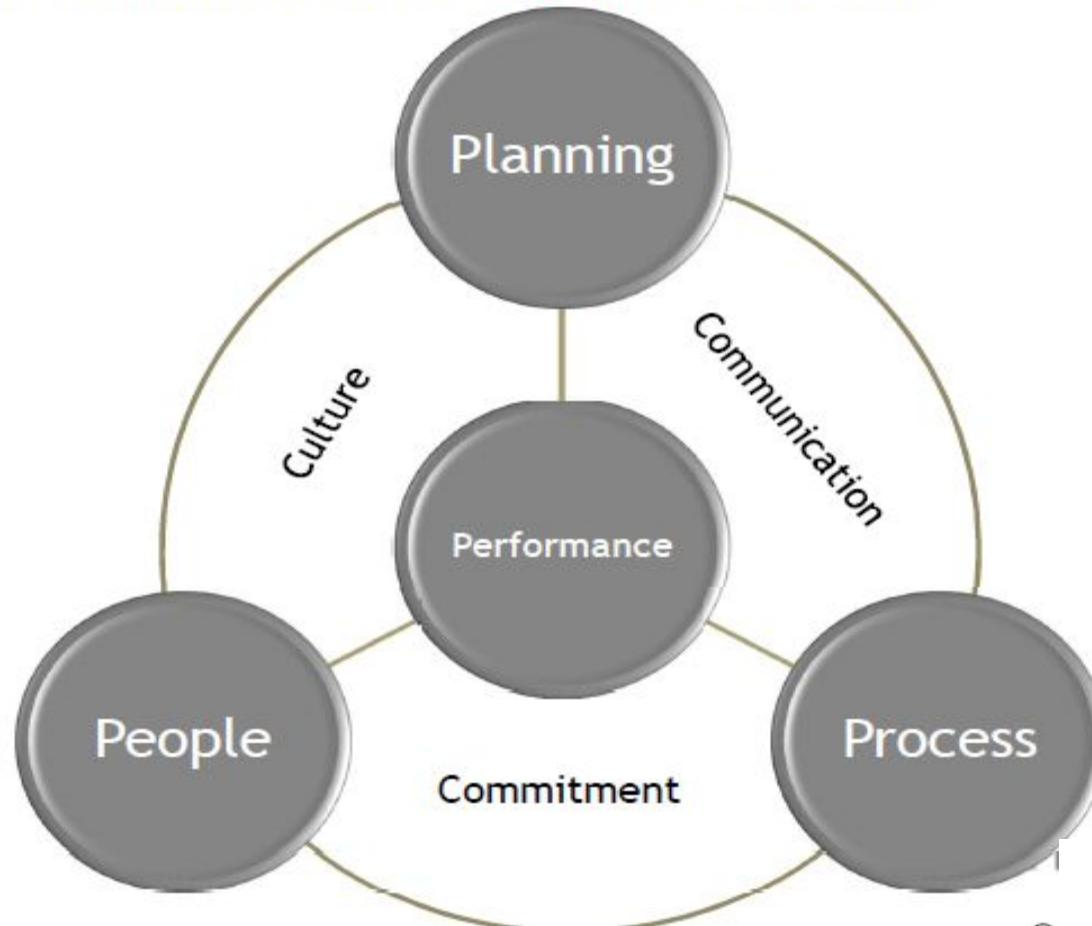 Planning
Culture
Communication
Performance
People
Process
Commitment